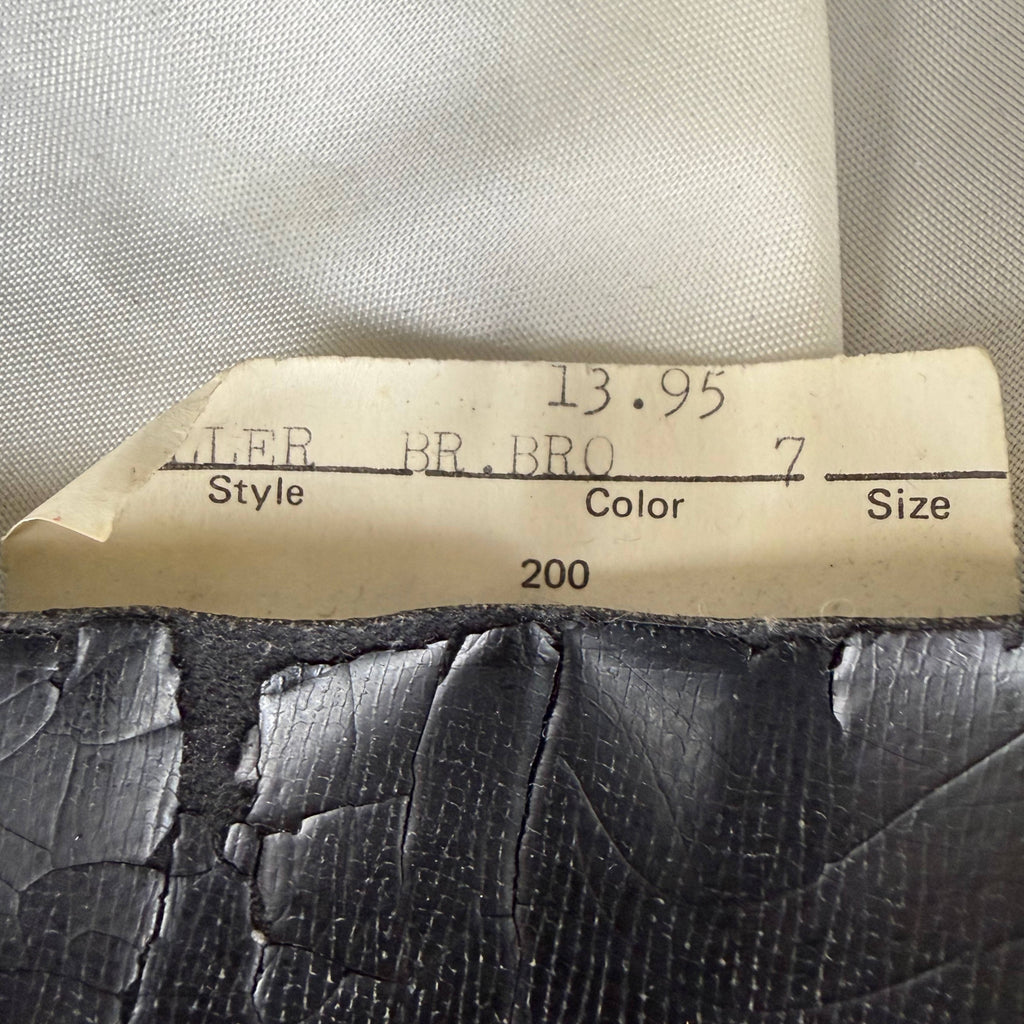 13.95
LLER BR.BRO 7
Style Color Size
200